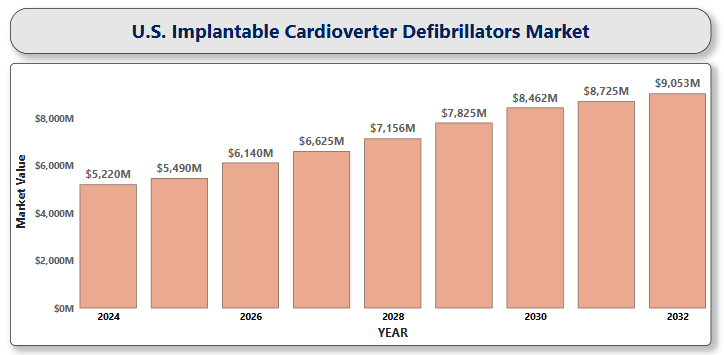 U.S. Implantable Cardioverter Defibrillators Market
Market Value
$8,000M
$6,000M
$4,000M
$2,000M
$0M
$5,220M
$5,490M
$6,140M
$6,625M
$7,156M
$7,825M
$8,462M
$8,725M
$9,053M
2024
2026
2028
2030
2032
YEAR